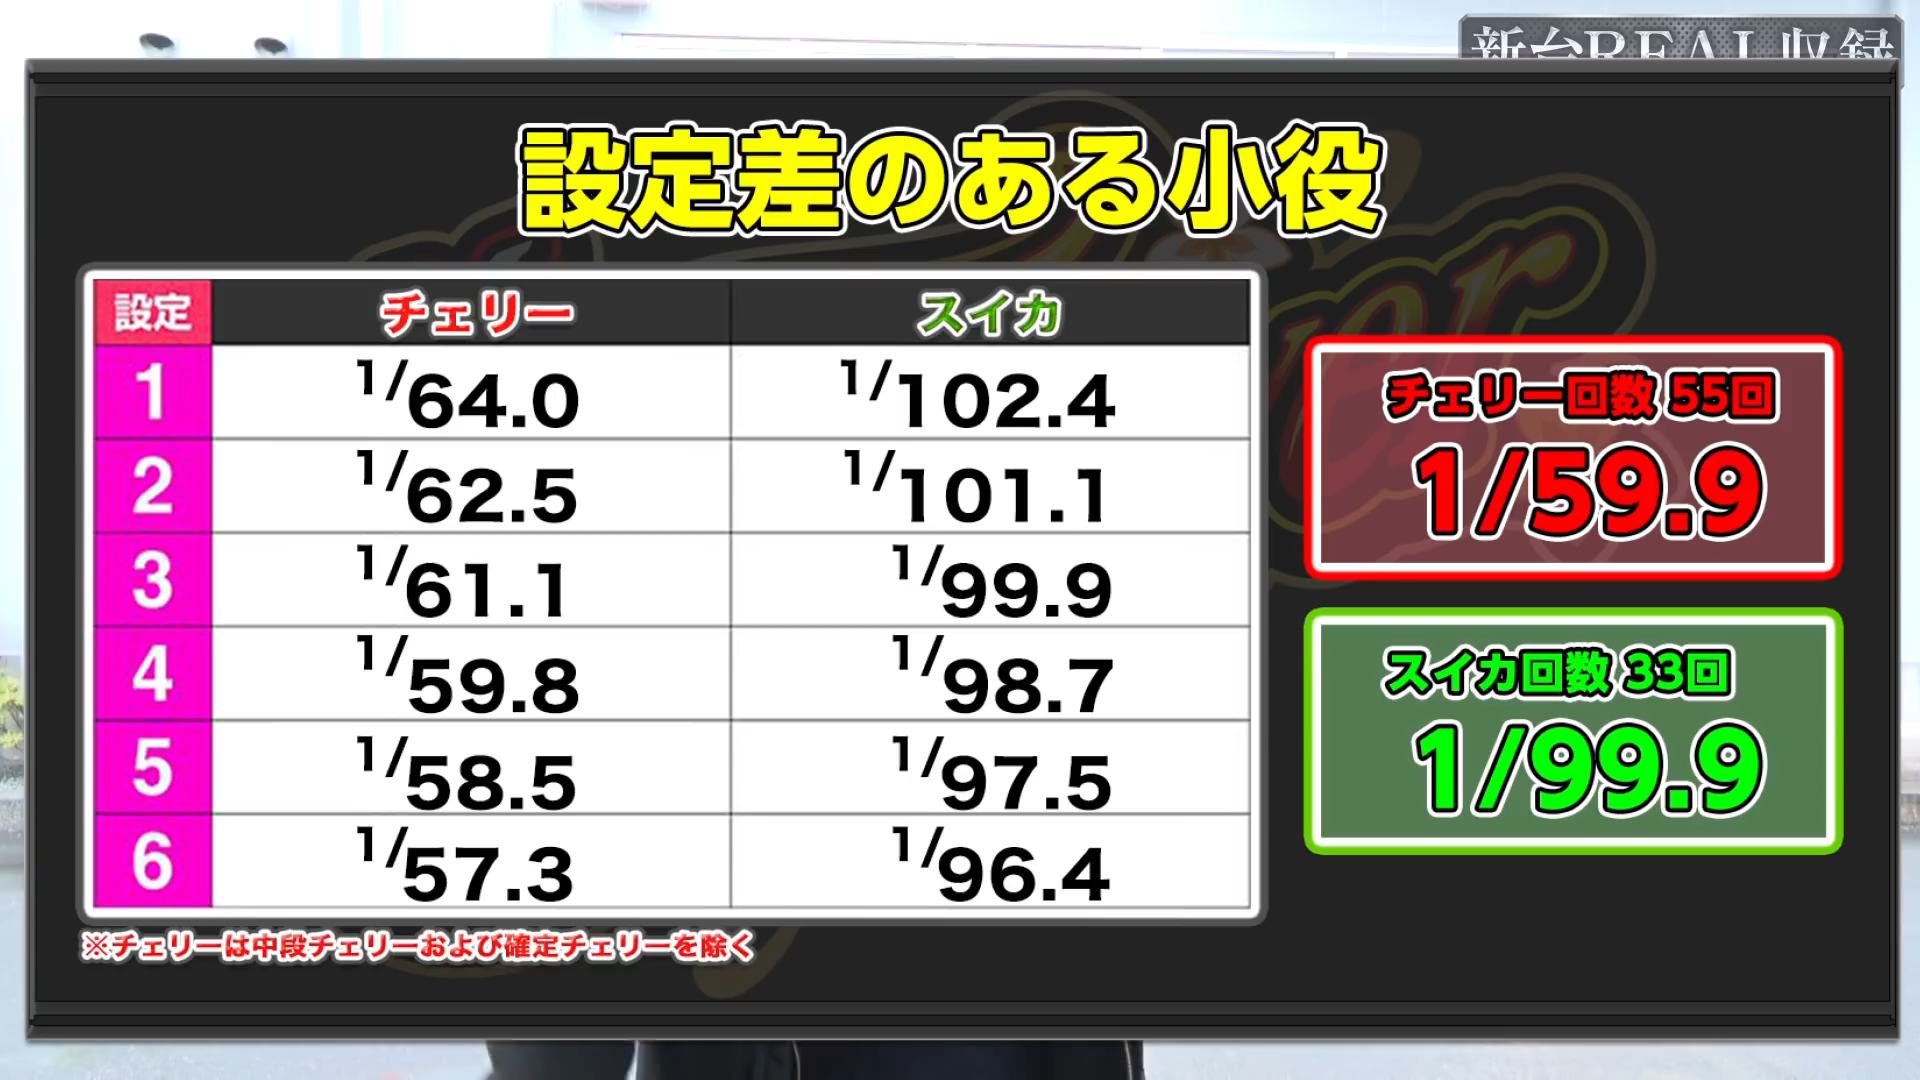 新台REAL収録
設定差のある小役
設定 チェリー スイカ
1 1/64.0 1/102.4
2 1/62.5 1/101.1
3 1/61.1 1/99.9
4 1/59.8 1/98.7
5 1/58.5 1/97.5
6 1/57.3 1/96.4
※チェリーは中段チェリーおよび確定チェリーを除く
チェリー回数 55回
1/59.9
スイカ回数 33回
1/99.9